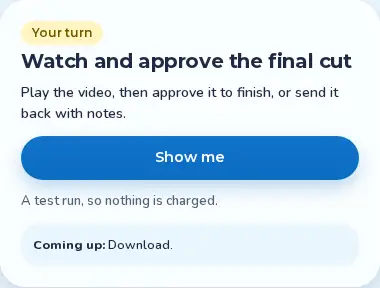 Your turn
Watch and approve the final cut
Play the video, then approve it to finish, or send it
back with notes.
Show me
A test run, so nothing is charged.
Coming up: Download.